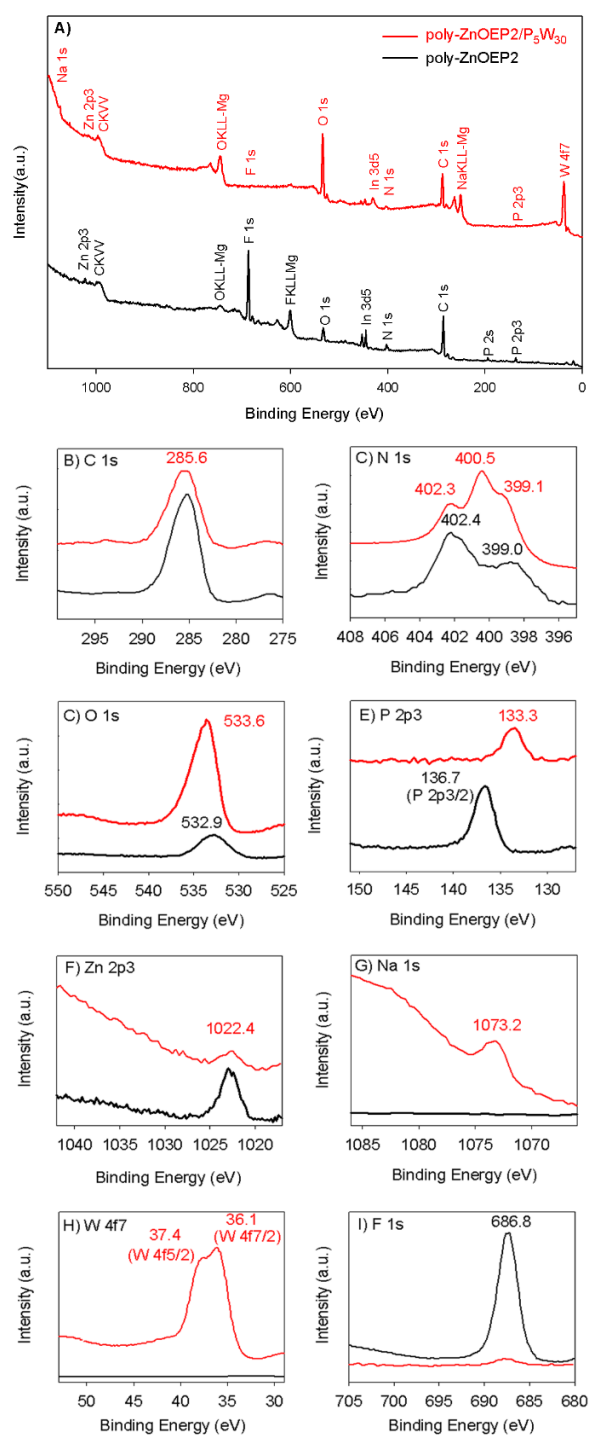 A)
poly-ZnOEP2/P5W30
poly-ZnOEP2
Intensity(a.u.)
Na 1s
Zn 2p3
CKVV
OKLL-Mg
F 1s
O 1s
In 3d5
N 1s
C 1s
NaKLL-Mg
P 2p3
W 4f7
Zn 2p3
CKVV
OKLL-Mg
F 1s
FKLLMg
O 1s
In 3d5
N 1s
C 1s
P 2s
P 2p3
1000 800 600 400 200 0
Binding Energy (eV)
B) C 1s
285.6
Intensity (a.u.)
295 290 285 280 275
Binding Energy (eV)
C) N 1s
400.5
402.3
399.1
402.4
399.0
Intensity (a.u.)
408 406 404 402 400 398 396
Binding Energy (eV)
C) O 1s
533.6
532.9
Intensity (a.u.)
550 545 540 535 530 525
Binding Energy (eV)
E) P 2p3
133.3
136.7
(P 2p3/2)
Intensity (a.u.)
150 145 140 135 130
Binding Energy (eV)
F) Zn 2p3
1022.4
Intensity (a.u.)
1040 1035 1030 1025 1020
Binding Energy (eV)
G) Na 1s
1073.2
Intensity (a.u.)
1085 1080 1075 1070
Binding Energy (eV)
H) W 4f7
37.4
(W 4f5/2)
36.1
(W 4f7/2)
Intensity (a.u.)
50 45 40 35 30
Binding Energy (eV)
I) F 1s
686.8
Intensity (a.u.)
705 700 695 690 685 680
Binding Energy (eV)